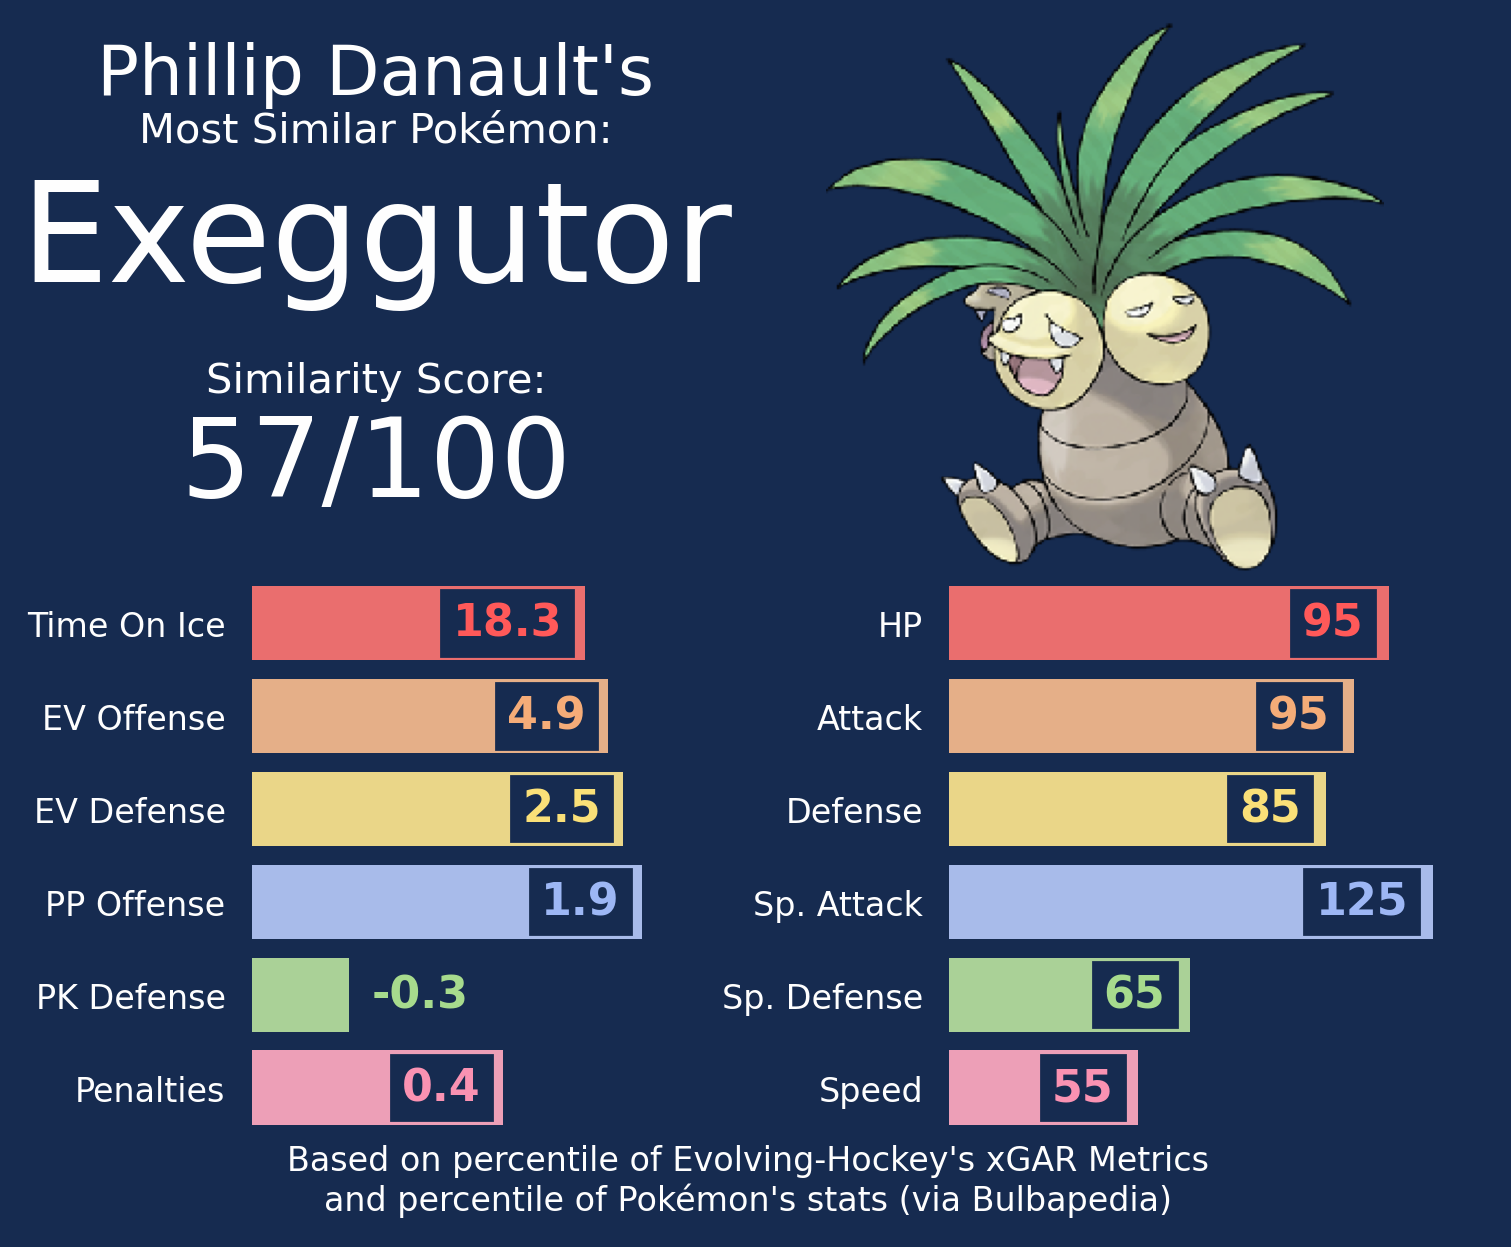 Phillip Danault's
Most Similar Pokémon:
Exeggutor
Similarity Score:
57/100
Time On Ice 18.3
EV Offense 4.9
EV Defense 2.5
PP Offense 1.9
PK Defense -0.3
Penalties 0.4
HP 95
Attack 95
Defense 85
Sp. Attack 125
Sp. Defense 65
Speed 55
Based on percentile of Evolving-Hockey's xGAR Metrics
and percentile of Pokémon's stats (via Bulbapedia)